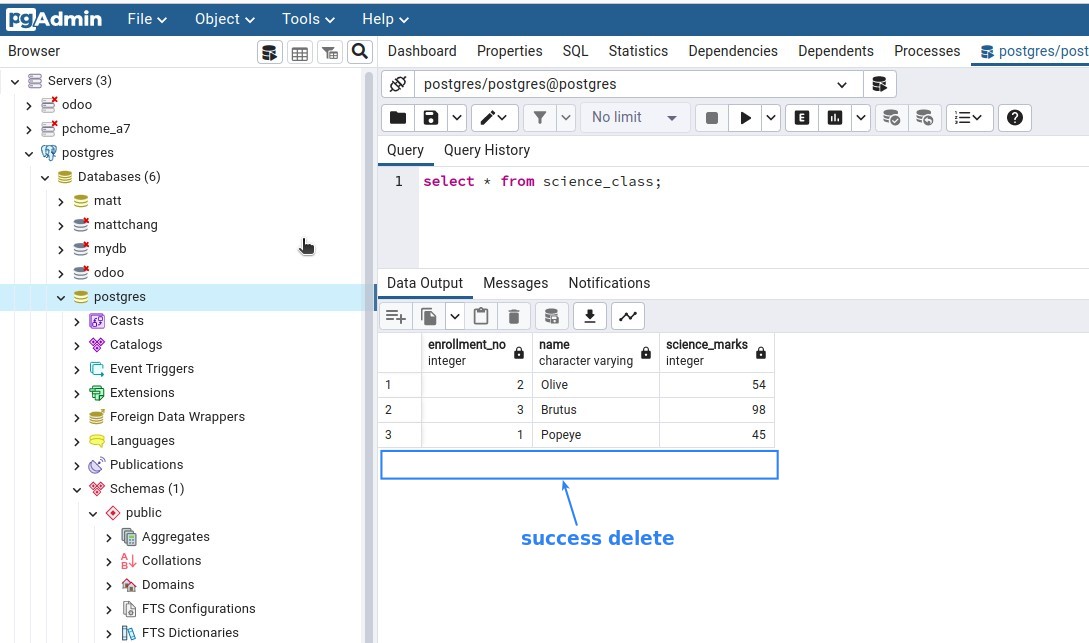 pgAdmin File Object Tools Help
Browser
Dashboard Properties SQL Statistics Dependencies Dependents Processes postgres/post
Servers (3)
odoo
pchome_a7
postgres
Databases (6)
matt
mattchang
mydb
odoo
postgres
Casts
Catalogs
Event Triggers
Extensions
Foreign Data Wrappers
Languages
Publications
Schemas (1)
public
Aggregates
Collations
Domains
FTS Configurations
FTS Dictionaries
postgres/postgres@postgres
No limit
E
Query Query History
1 select * from science_class;
Data Output Messages Notifications
enrollment_no name science_marks
integer character varying integer
1 2 Olive 54
2 3 Brutus 98
3 1 Popeye 45
success delete